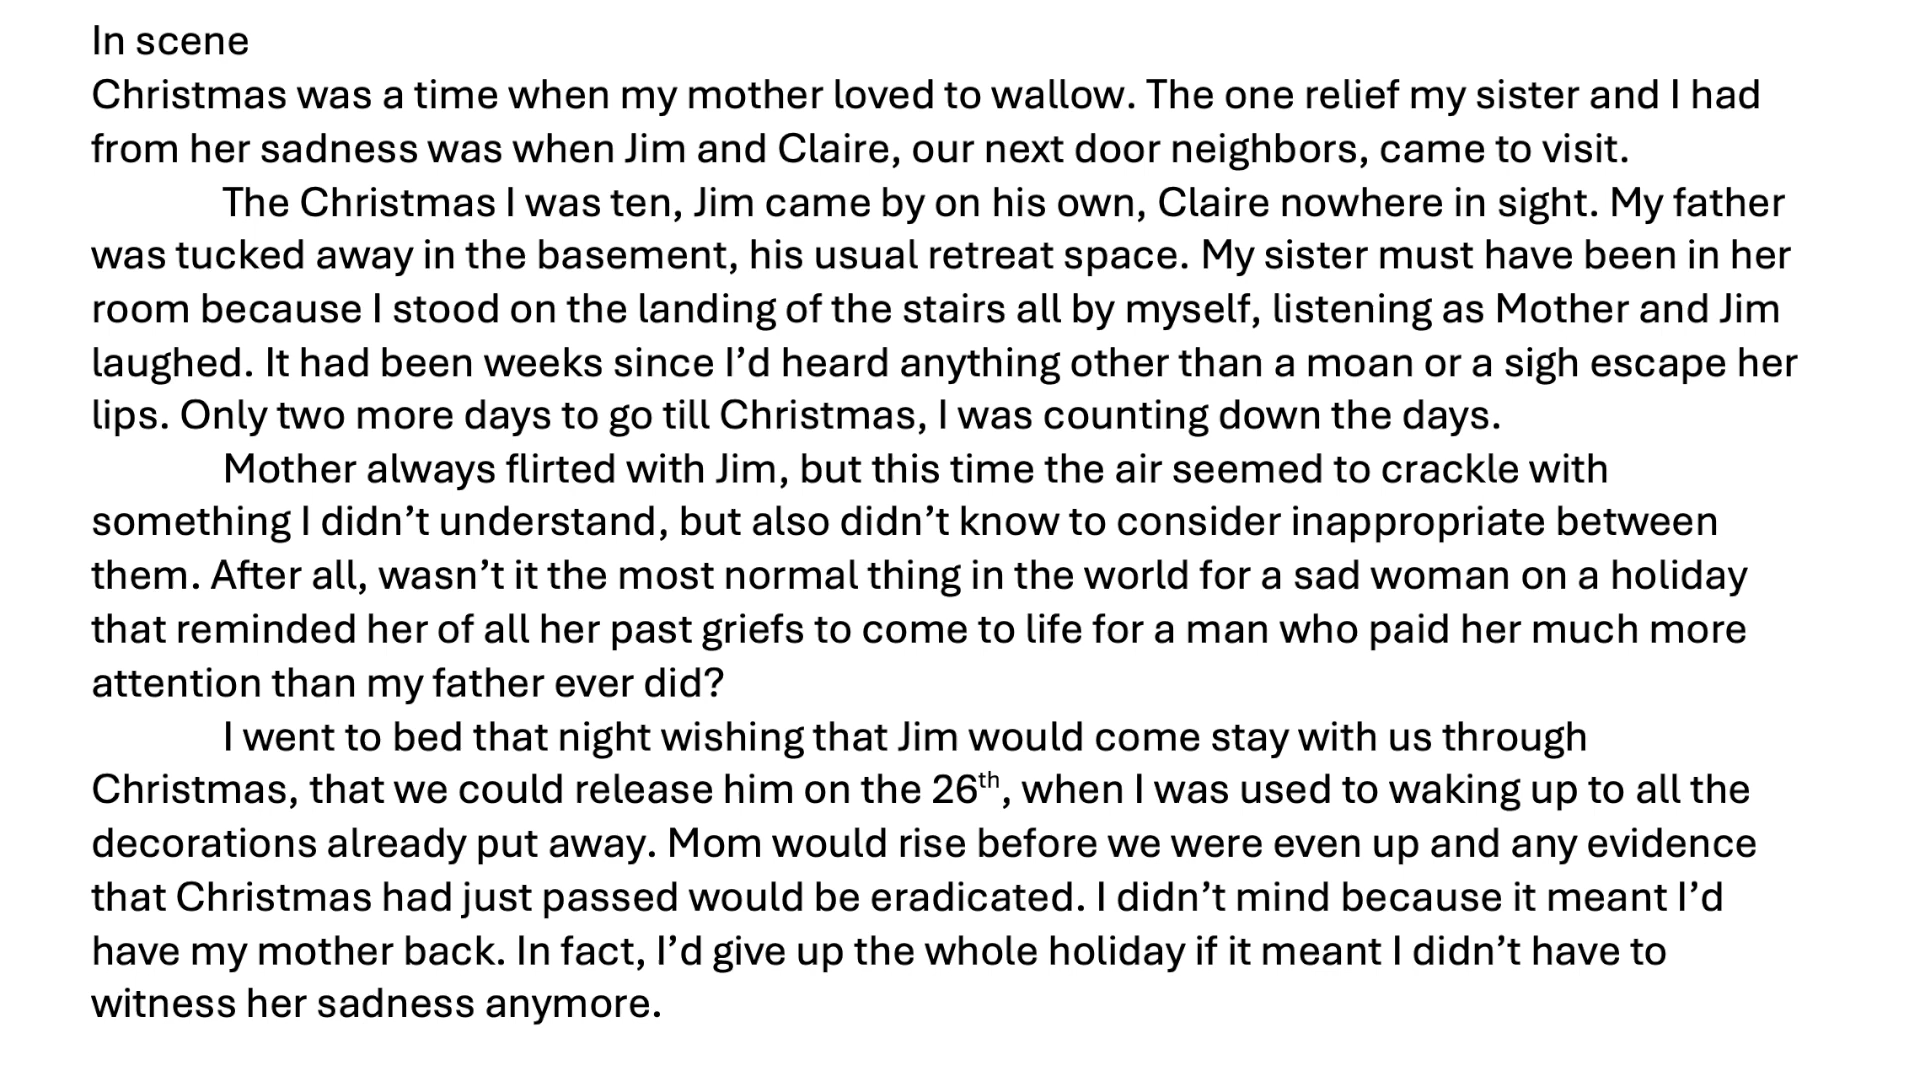 In scene
Christmas was a time when my mother loved to wallow. The one relief my sister and I had
from her sadness was when Jim and Claire, our next door neighbors, came to visit.
The Christmas I was ten, Jim came by on his own, Claire nowhere in sight. My father
was tucked away in the basement, his usual retreat space. My sister must have been in her
room because I stood on the landing of the stairs all by myself, listening as Mother and Jim
laughed. It had been weeks since I’d heard anything other than a moan or a sigh escape her
lips. Only two more days to go till Christmas, I was counting down the days.
Mother always flirted with Jim, but this time the air seemed to crackle with
something I didn’t understand, but also didn’t know to consider inappropriate between
them. After all, wasn’t it the most normal thing in the world for a sad woman on a holiday
that reminded her of all her past griefs to come to life for a man who paid her much more
attention than my father ever did?
I went to bed that night wishing that Jim would come stay with us through
Christmas, that we could release him on the 26th, when I was used to waking up to all the
decorations already put away. Mom would rise before we were even up and any evidence
that Christmas had just passed would be eradicated. I didn’t mind because it meant I’d
have my mother back. In fact, I’d give up the whole holiday if it meant I didn’t have to
witness her sadness anymore.